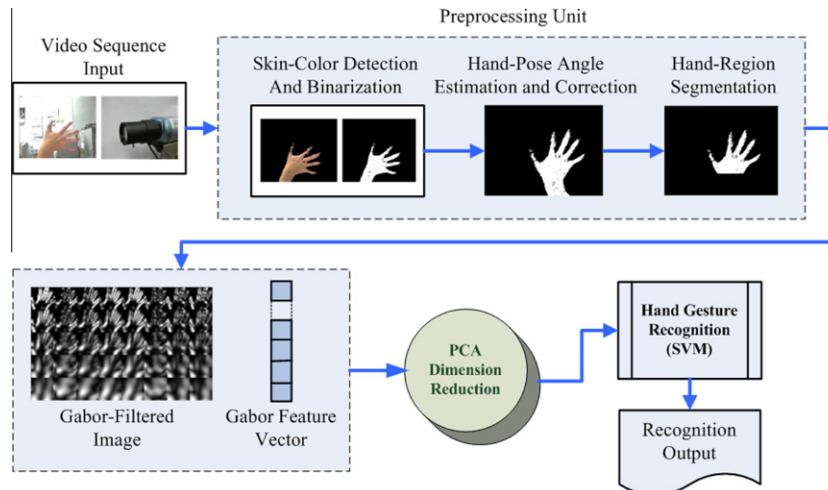 Preprocessing Unit
Video Sequence
Input
Skin-Color Detection
And Binarization
Hand-Pose Angle
Estimation and Correction
Hand-Region
Segmentation
Gabor-Filtered
Image
Gabor Feature
Vector
PCA
Dimension
Reduction
Hand Gesture
Recognition
(SVM)
Recognition
Output